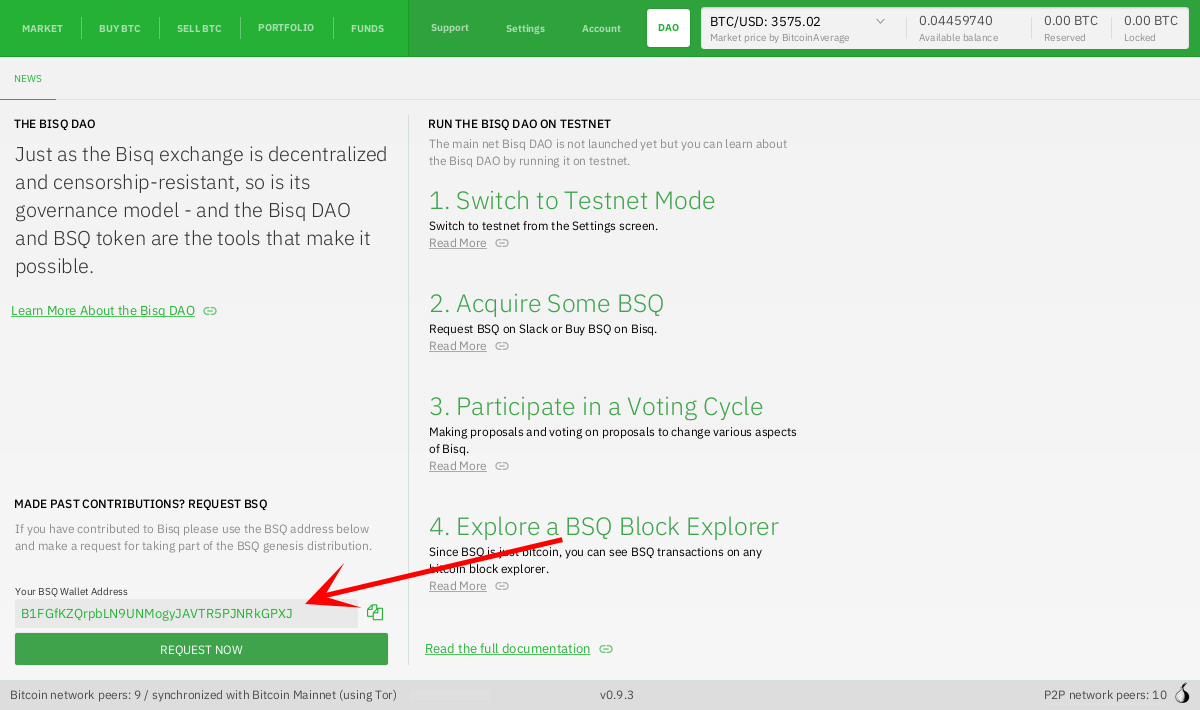 MARKET
BUY BTC
SELL BTC
PORTFOLIO
FUNDS
Support
Settings
Account
DAO
BTC/USD: 3575.02
Market price by BitcoinAverage
0.04459740
Available balance
0.00 BTC
Reserved
0.00 BTC
Locked
NEWS
THE BISQ DAO
Just as the Bisq exchange is decentralized
and censorship-resistant, so is its
governance model - and the Bisq DAO
and BSQ token are the tools that make it
possible.
Learn More About the Bisq DAO
MADE PAST CONTRIBUTIONS? REQUEST BSQ
If you have contributed to Bisq please use the BSQ address below
and make a request for taking part of the BSQ genesis distribution.
Your BSQ Wallet Address
B1FGfKZQrpbLN9UNMogyJAVTR5PJNRkGPXJ
REQUEST NOW
RUN THE BISQ DAO ON TESTNET
The main net Bisq DAO is not launched yet but you can learn about
the Bisq DAO by running it on testnet.
1. Switch to Testnet Mode
Switch to testnet from the Settings screen.
Read More
2. Acquire Some BSQ
Request BSQ on Slack or Buy BSQ on Bisq.
Read More
3. Participate in a Voting Cycle
Making proposals and voting on proposals to change various aspects
of Bisq.
Read More
4. Explore a BSQ Block Explorer
Since BSQ is just bitcoin, you can see BSQ transactions on any
bitcoin block explorer.
Read More
Read the full documentation
Bitcoin network peers: 9 / synchronized with Bitcoin Mainnet (using Tor)
v0.9.3
P2P network peers: 10